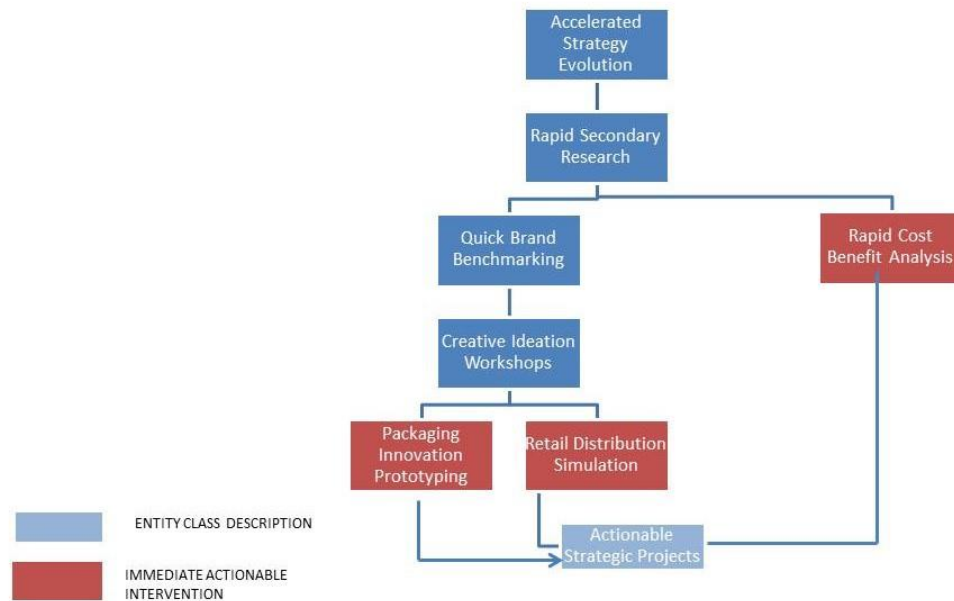 Accelerated
Strategy
Evolution
Rapid Secondary
Research
Quick Brand
Benchmarking
Rapid Cost
Benefit Analysis
Creative Ideation
Workshops
Packaging
Innovation
Prototyping
Retail Distribution
Simulation
Actionable
Strategic Projects
ENTITY CLASS DESCRIPTION
IMMEDIATE ACTIONABLE
INTERVENTION